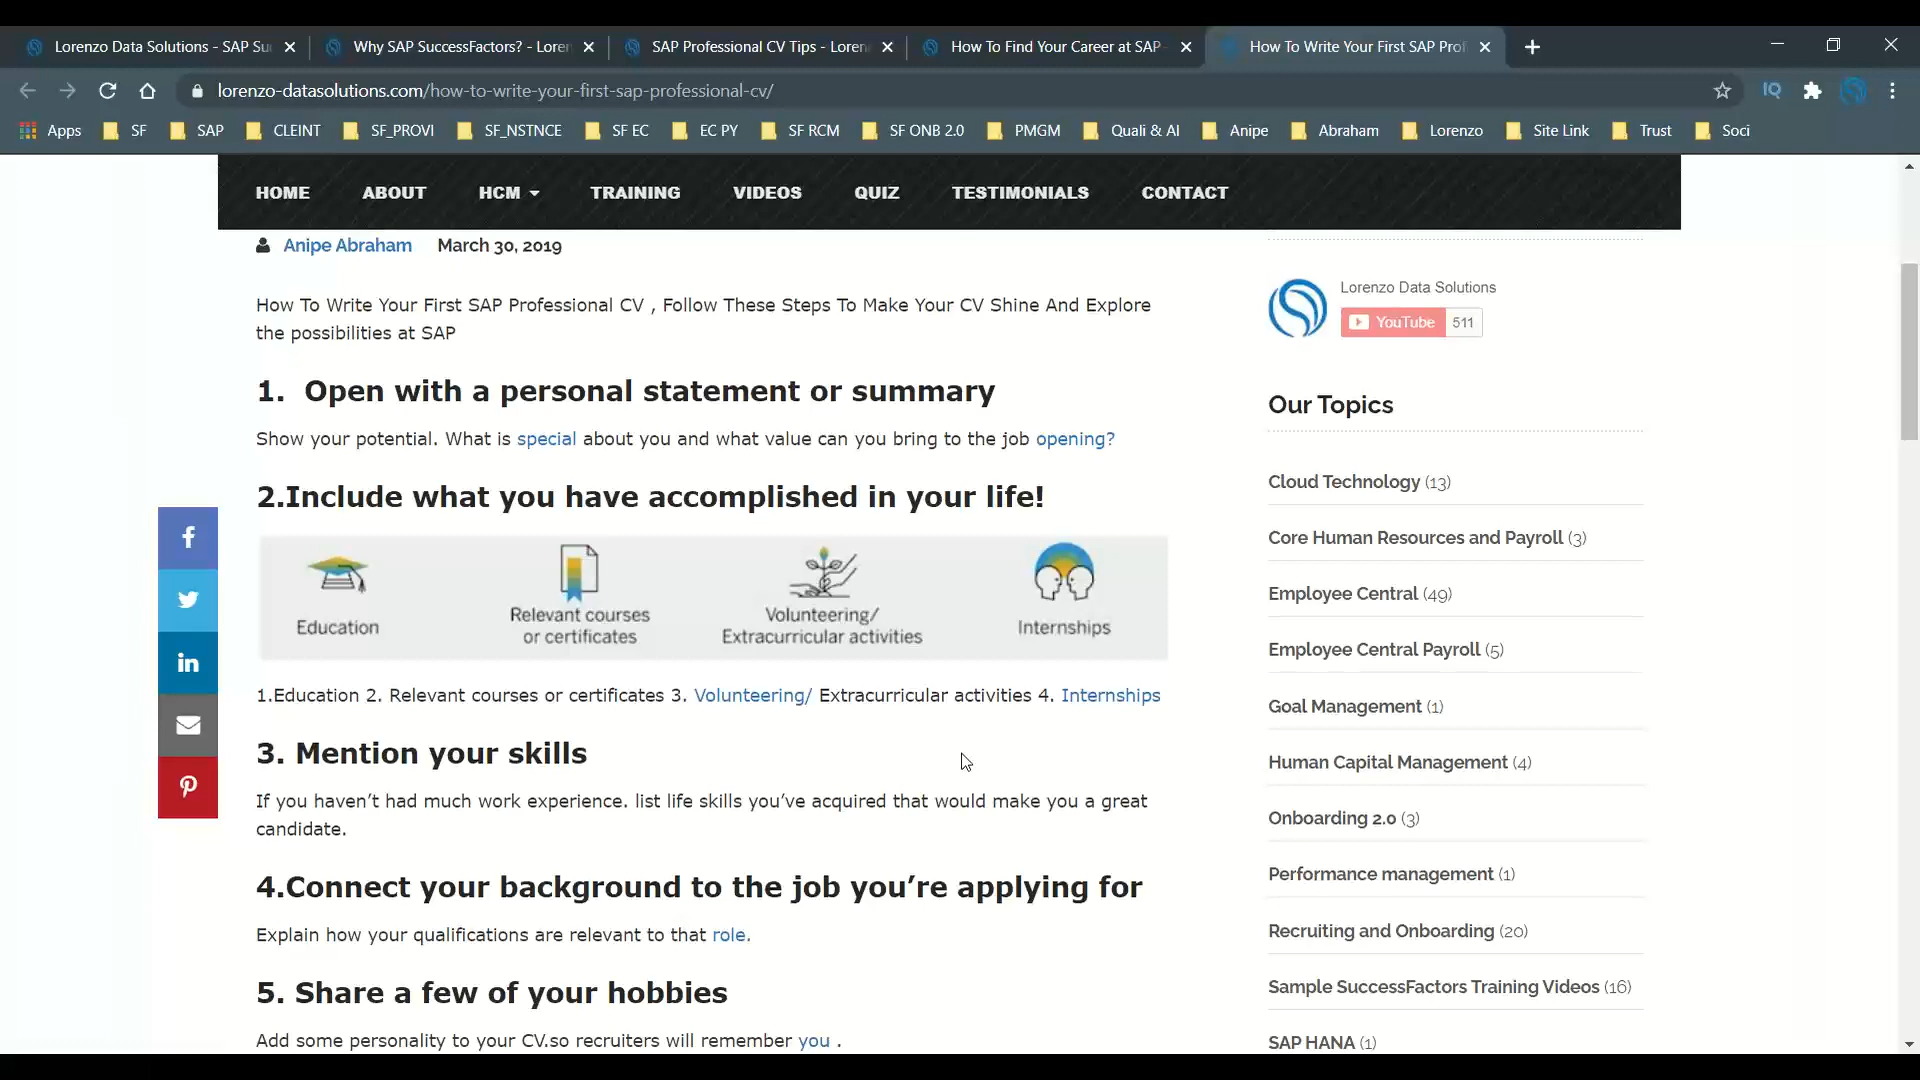 Lorenzo Data Solutions - SAP Su
Why SAP SuccessFactors? - Loren
SAP Professional CV Tips - Loren
How To Find Your Career at SAP -
How To Write Your First SAP Prof
lorenzo-datasolutions.com/how-to-write-your-first-sap-professional-cv/
IQ
Apps SF SAP CLEINT SF_PROVI SF_NSTNCE SF EC EC PY SF RCM SF ONB 2.0 PMGM Quali & AI Anipe Abraham Lorenzo Site Link Trust Soci
HOME ABOUT HCM TRAINING VIDEOS QUIZ TESTIMONIALS CONTACT
Anipe Abraham March 30, 2019
How To Write Your First SAP Professional CV , Follow These Steps To Make Your CV Shine And Explore
the possibilities at SAP
1. Open with a personal statement or summary
Show your potential. What is special about you and what value can you bring to the job opening?
2.Include what you have accomplished in your life!
Education
Relevant courses
or certificates
Volunteering/
Extracurricular activities
Internships
1.Education 2. Relevant courses or certificates 3. Volunteering/ Extracurricular activities 4. Internships
3. Mention your skills
If you haven’t had much work experience. list life skills you’ve acquired that would make you a great
candidate.
4.Connect your background to the job you’re applying for
Explain how your qualifications are relevant to that role.
5. Share a few of your hobbies
Add some personality to your CV.so recruiters will remember you .
Lorenzo Data Solutions
YouTube 511
Our Topics
Cloud Technology (13)
Core Human Resources and Payroll (3)
Employee Central (49)
Employee Central Payroll (5)
Goal Management (1)
Human Capital Management (4)
Onboarding 2.0 (3)
Performance management (1)
Recruiting and Onboarding (20)
Sample SuccessFactors Training Videos (16)
SAP HANA (1)